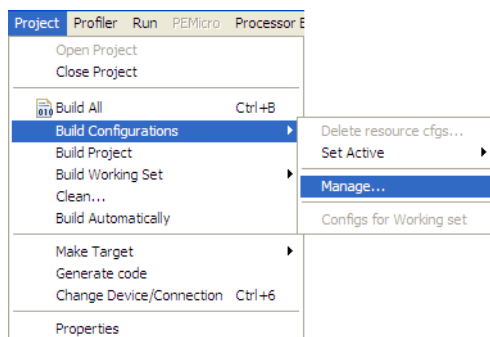 Project Profiler Run PEMicro Processor E
Open Project
Close Project
010 Build All Ctrl+B
Build Configurations
Build Project
Build Working Set
Clean...
Build Automatically
Make Target
Generate code
Change Device/Connection Ctrl+6
Properties
Delete resource cfgs...
Set Active
Manage...
Configs for Working set